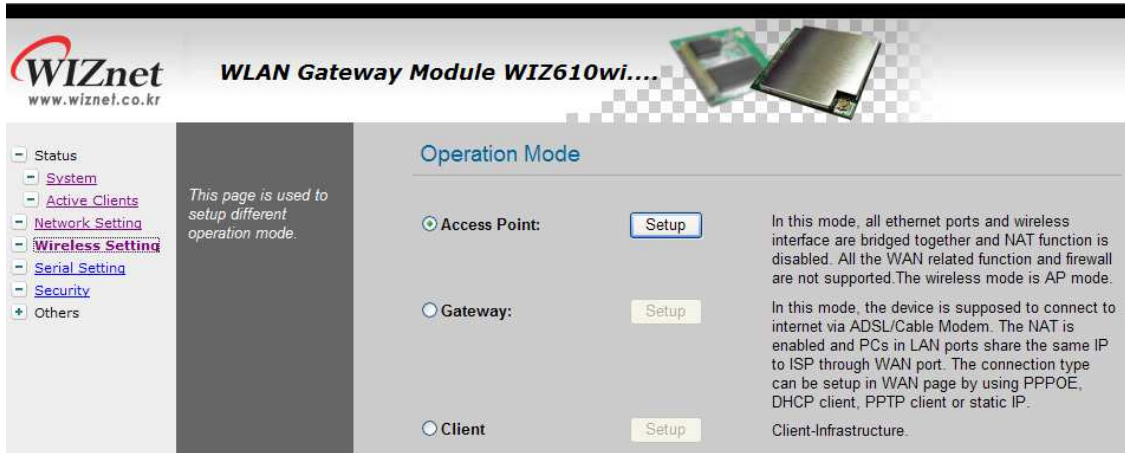 WIZnet
www.wiznet.co.kr
WLAN Gateway Module WIZ610wi....
Status
System
Active Clients
Network Setting
Wireless Setting
Serial Setting
Security
Others
This page is used to
setup different
operation mode.
Operation Mode
Access Point:
Setup
In this mode, all ethernet ports and wireless
interface are bridged together and NAT function is
disabled. All the WAN related function and firewall
are not supported.The wireless mode is AP mode.
Gateway:
Setup
In this mode, the device is supposed to connect to
internet via ADSL/Cable Modem. The NAT is
enabled and PCs in LAN ports share the same IP
to ISP through WAN port. The connection type
can be setup in WAN page by using PPPOE,
DHCP client, PPTP client or static IP.
Client
Setup
Client-Infrastructure.